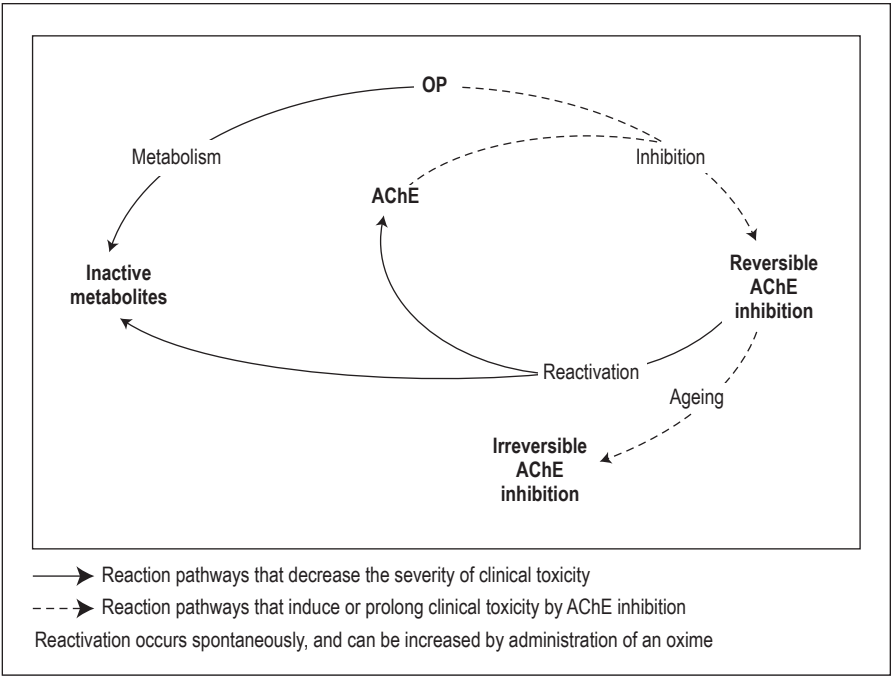 OP
Metabolism
Inhibition
AChE
Inactive
metabolites
Reversible
AChE
inhibition
Reactivation
Ageing
Irreversible
AChE
inhibition
Reaction pathways that decrease the severity of clinical toxicity
Reaction pathways that induce or prolong clinical toxicity by AChE inhibition
Reactivation occurs spontaneously, and can be increased by administration of an oxime